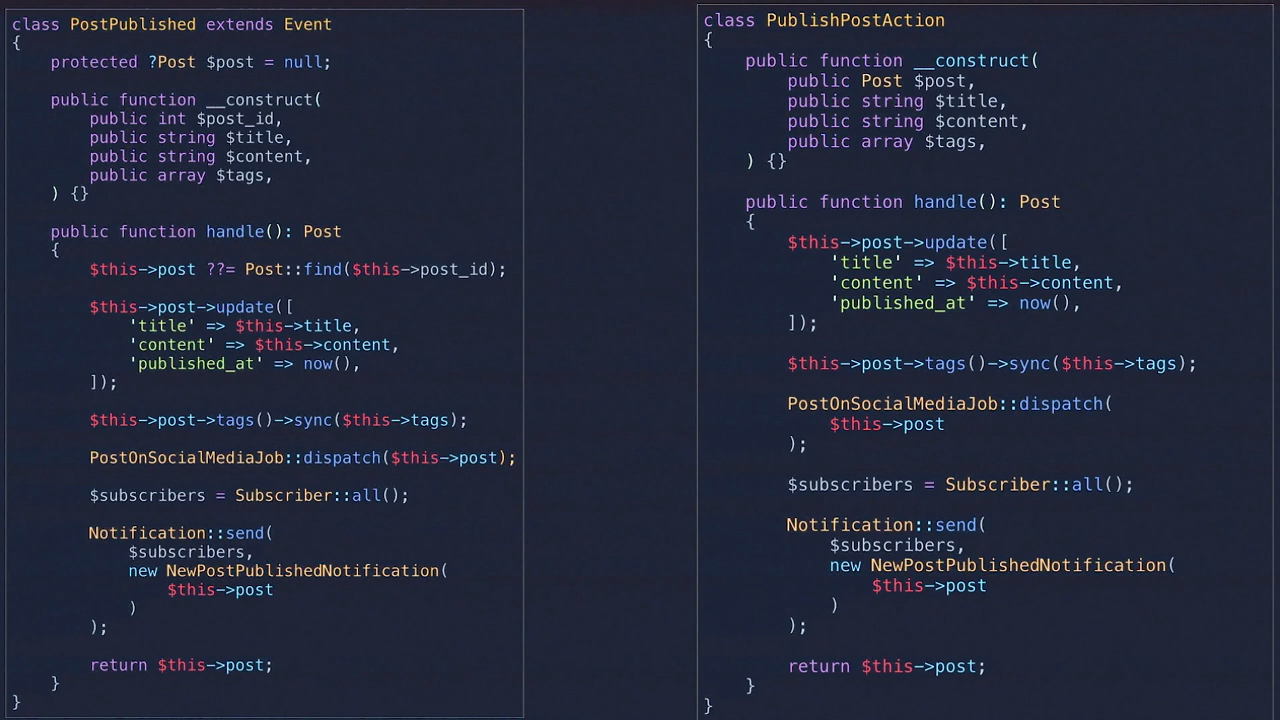 class PostPublished extends Event
{
    protected ?Post $post = null;

    public function __construct(
        public int $post_id,
        public string $title,
        public string $content,
        public array $tags,
    ) {}

    public function handle(): Post
    {
        $this->post ??= Post::find($this->post_id);

        $this->post->update([
            'title' => $this->title,
            'content' => $this->content,
            'published_at' => now(),
        ]);

        $this->post->tags()->sync($this->tags);

        PostOnSocialMediaJob::dispatch($this->post);

        $subscribers = Subscriber::all();

        Notification::send(
            $subscribers,
            new NewPostPublishedNotification(
                $this->post
            )
        );

        return $this->post;
    }
}
class PublishPostAction
{
    public function __construct(
        public Post $post,
        public string $title,
        public string $content,
        public array $tags,
    ) {}

    public function handle(): Post
    {
        $this->post->update([
            'title' => $this->title,
            'content' => $this->content,
            'published_at' => now(),
        ]);

        $this->post->tags()->sync($this->tags);

        PostOnSocialMediaJob::dispatch(
            $this->post
        );

        $subscribers = Subscriber::all();

        Notification::send(
            $subscribers,
            new NewPostPublishedNotification(
                $this->post
            )
        );

        return $this->post;
    }
}